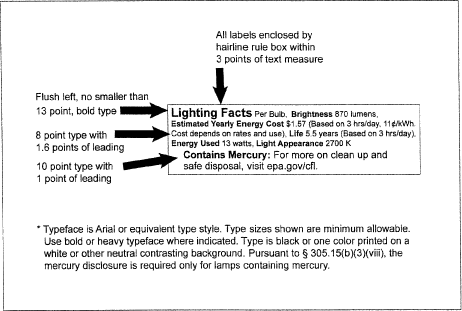 All labels enclosed by
hairline rule box within
3 points of text measure
Flush left, no smaller than
13 point, bold type
8 point type with
1.6 points of leading
10 point type with
1 point of leading
Lighting Facts Per Bulb, Brightness 870 lumens,
Estimated Yearly Energy Cost $1.57 (Based on 3 hrs/day, 11¢/kWh.
Cost depends on rates and use), Life 5.5 years (Based on 3 hrs/day),
Energy Used 13 watts, Light Appearance 2700 K
Contains Mercury: For more on clean up and
safe disposal, visit epa.gov/cfl.
* Typeface is Arial or equivalent type style. Type sizes shown are minimum allowable.
Use bold or heavy typeface where indicated. Type is black or one color printed on a
white or other neutral contrasting background. Pursuant to § 305.15(b)(3)(viii), the
mercury disclosure is required only for lamps containing mercury.